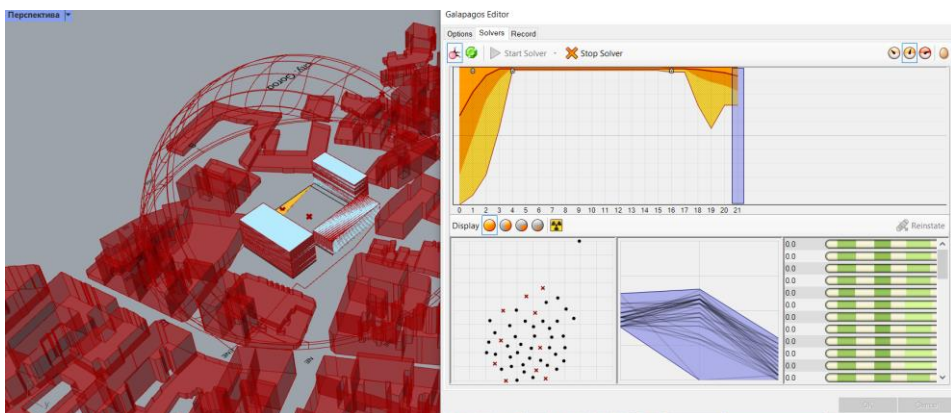 Перспектива
Galapagos Editor
Options Solvers Record
Start Solver Stop Solver
0 1 2 3 4 5 6 7 8 9 10 11 12 13 14 15 16 17 18 19 20 21
Display Reinstate
0.0
0.0
0.0
0.0
0.0
0.0
0.0
0.0
0.0
0.0
0.0
0.0